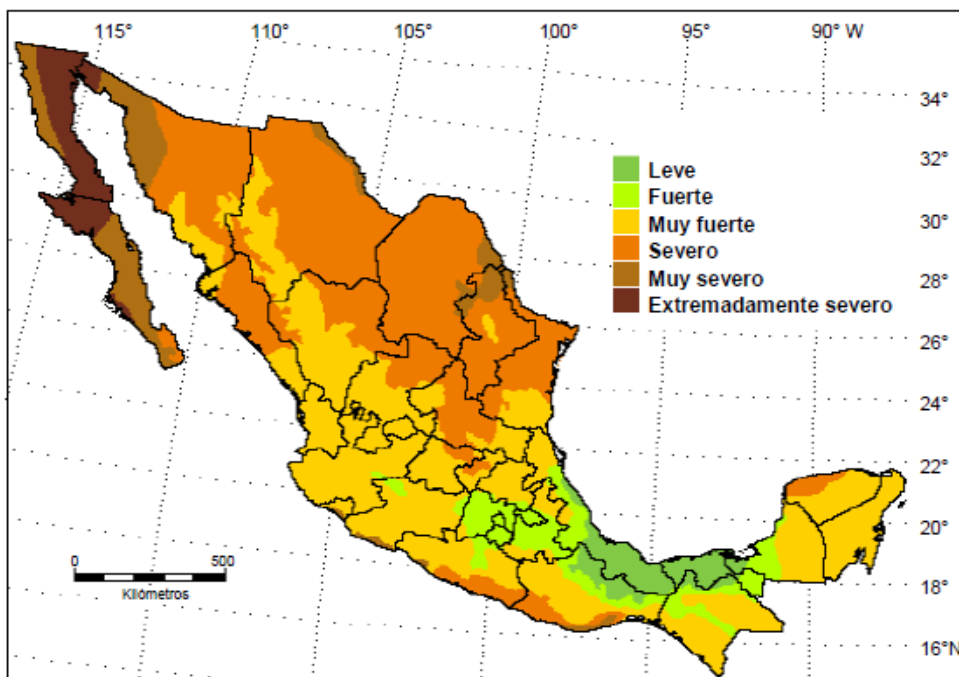 115° 110° 105° 100° 95° 90° W
34°
Leve
32°
Fuerte
Muy fuerte
30°
Severo
Muy severo
28°
Extremadamente severo
26°
24°
22°
20°
0 500
Kilómetros
18°
16°N